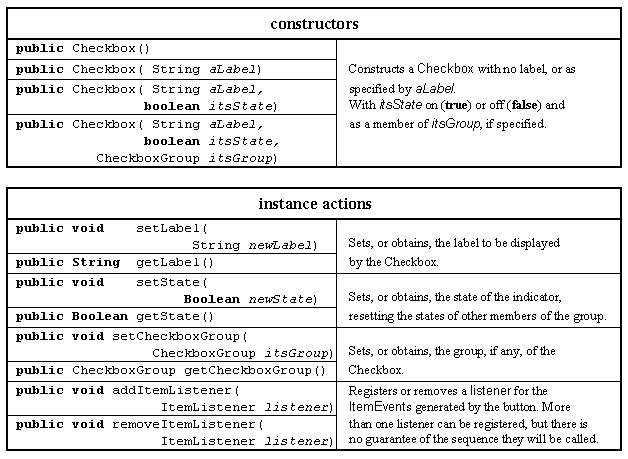 constructors
public Checkbox()
public Checkbox( String aLabel)
public Checkbox( String aLabel,
boolean itsState)
public Checkbox( String aLabel,
boolean itsState,
CheckboxGroup itsGroup)
Constructs a Checkbox with no label, or as
specified by aLabel.
With itsState on (true) or off (false) and
as a member of itsGroup, if specified.
instance actions
public void setLabel(
String newLabel)
public String getLabel()
Sets, or obtains, the label to be displayed
by the Checkbox.
public void setState(
Boolean newState)
public Boolean getState()
Sets, or obtains, the state of the indicator,
resetting the states of other members of the group.
public void setCheckboxGroup(
CheckboxGroup itsGroup)
public CheckboxGroup getCheckboxGroup()
Sets, or obtains, the group, if any, of the
Checkbox.
public void addItemListener(
ItemListener listener)
public void removeItemListener(
ItemListener listener)
Registers or removes a listener for the
ItemEvents generated by the button. More
than one listener can be registered, but there is
no guarantee of the sequence they will be called.